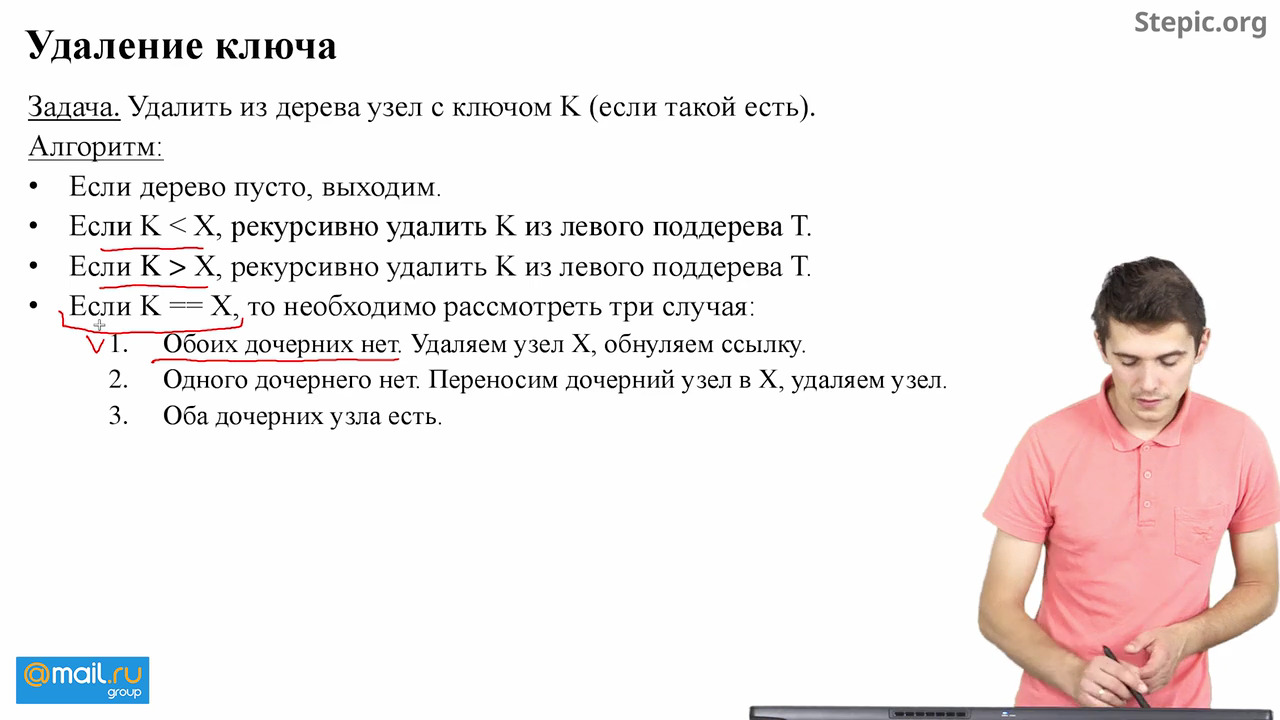 Stepic.org
Удаление ключа
Задача. Удалить из дерева узел с ключом K (если такой есть).
Алгоритм:
• Если дерево пусто, выходим.
• Если K < X, рекурсивно удалить K из левого поддерева T.
• Если K > X, рекурсивно удалить K из левого поддерева T.
• Если K == X, то необходимо рассмотреть три случая:
1. Обоих дочерних нет. Удаляем узел X, обнуляем ссылку.
2. Одного дочернего нет. Переносим дочерний узел в X, удаляем узел.
3. Оба дочерних узла есть.
@mail.ru
group